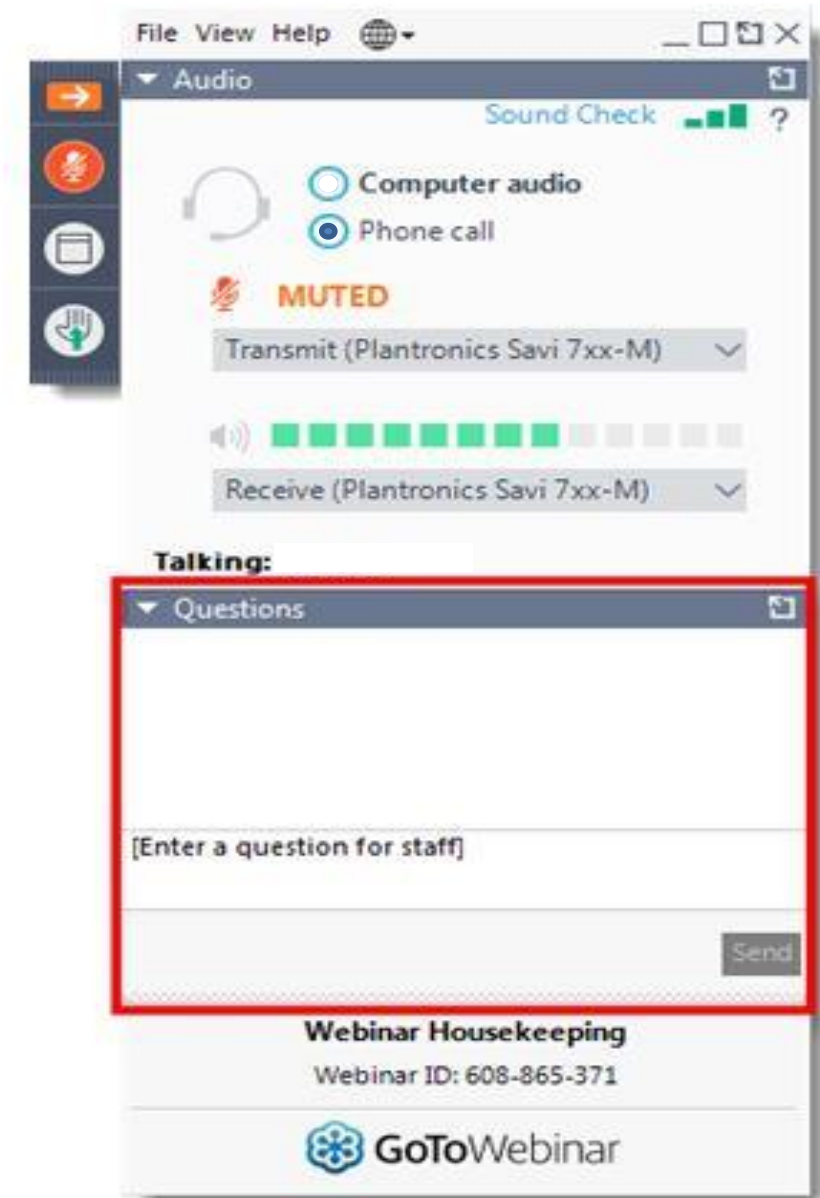 File View Help
Audio
Sound Check ?
Computer audio
Phone call
MUTED
Transmit (Plantronics Savi 7xx-M)
Receive (Plantronics Savi 7xx-M)
Talking:
Questions
[Enter a question for staff]
Send
Webinar Housekeeping
Webinar ID: 608-865-371
GoToWebinar